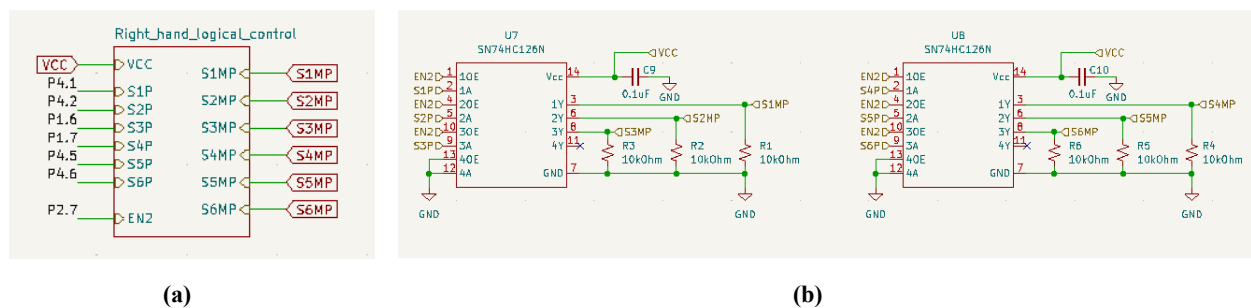 Right_hand_logical_control
VCC
VCC
P4.1
S1P
S1MP
S1MP
P4.2
S2P
S2MP
S2MP
P1.6
S3P
S3MP
S3MP
P1.7
S4P
S4MP
S4MP
P4.5
S5P
S5MP
S5MP
P4.6
S6P
S6MP
S6MP
P2.7
EN2
(a)
U7
SN74HC126N
VCC
EN2 1 1OE
Vcc 14
C9
0.1uF
GND
S1P 2 1A
EN2 4 2OE
1Y 3
S1MP
S2P 5 2A
2Y 6
S2MP
EN2 10 3OE
3Y 8
S3MP
S3P 9 3A
4Y 11
13 4OE
12 4A
GND 7
R3
10kOhm
R2
10kOhm
R1
10kOhm
GND
GND
U8
SN74HC126N
VCC
EN2 1 1OE
Vcc 14
C10
0.1uF
GND
S4P 2 1A
EN2 4 2OE
1Y 3
S4MP
S5P 5 2A
2Y 6
S5MP
EN2 10 3OE
3Y 8
S6MP
S6P 9 3A
4Y 11
13 4OE
12 4A
GND 7
R6
10kOhm
R5
10kOhm
R4
10kOhm
GND
GND
(b)